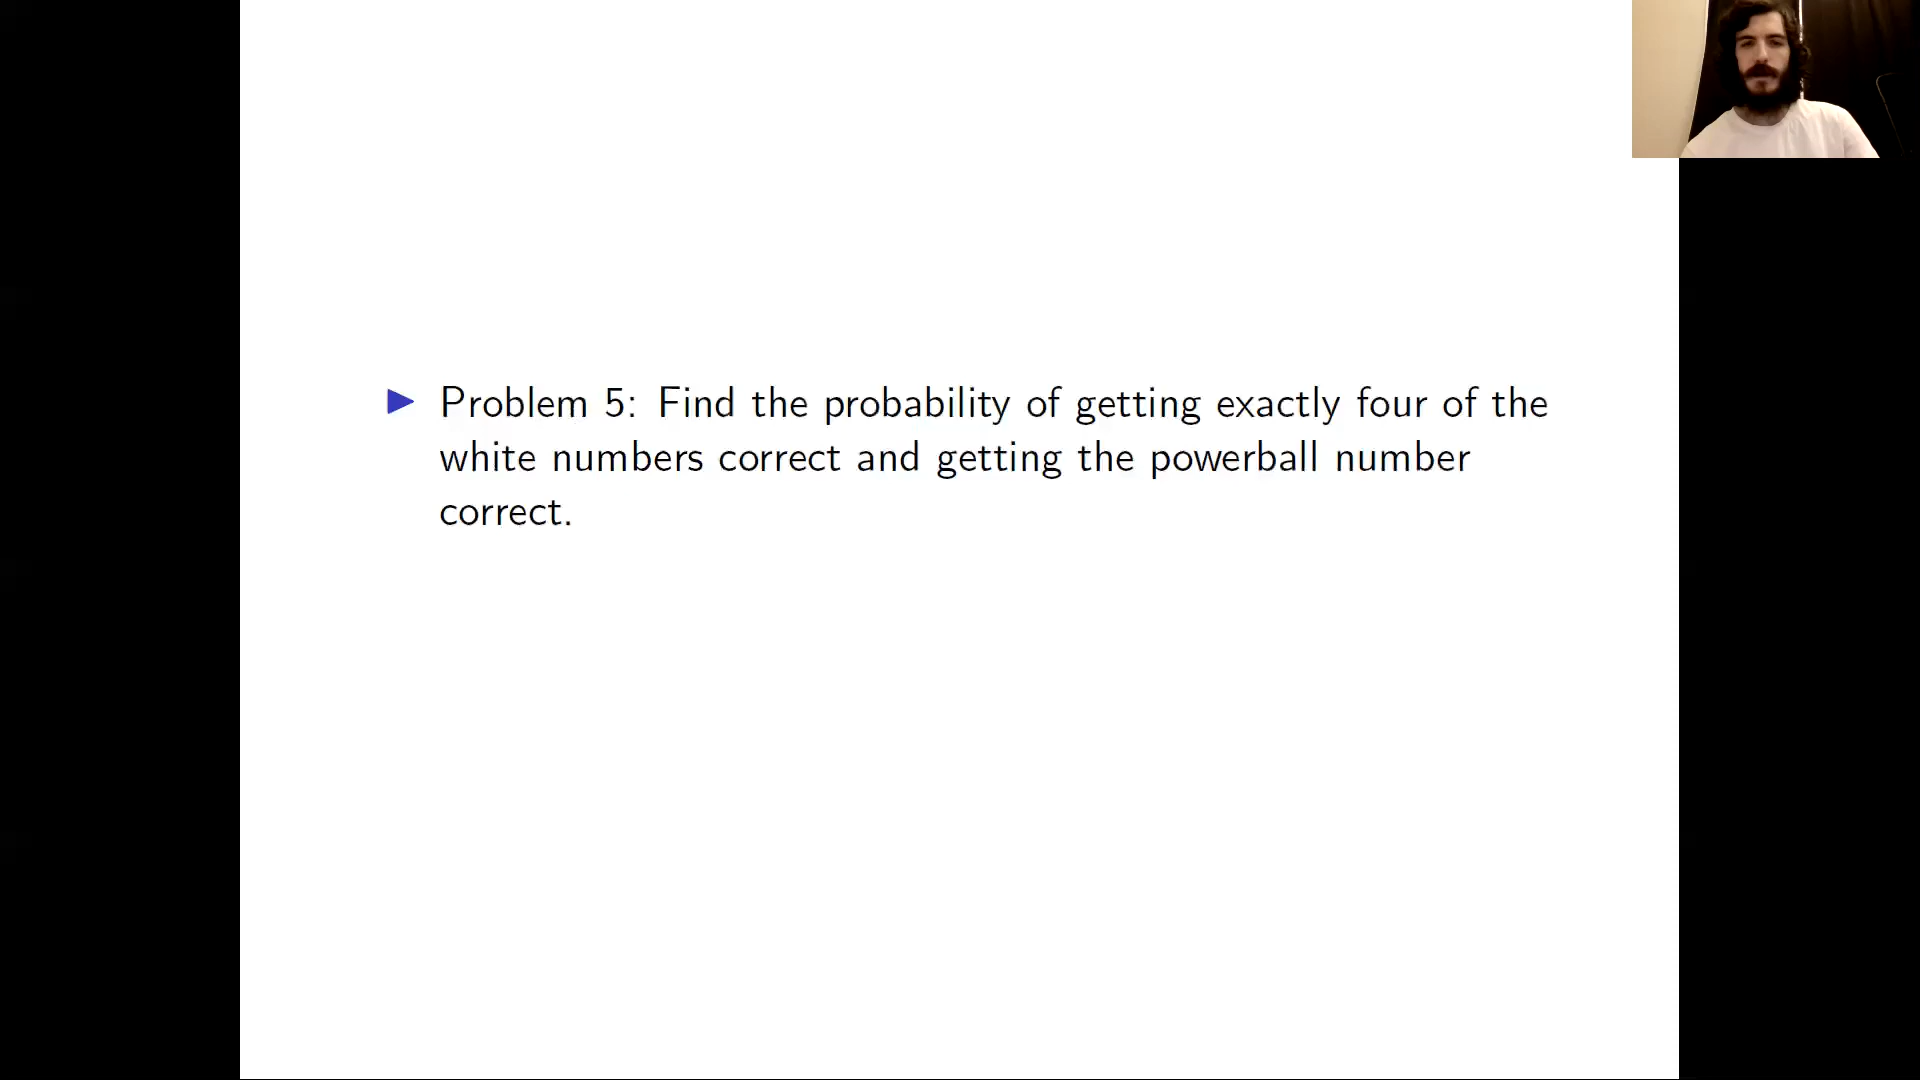 Problem 5: Find the probability of getting exactly four of the
white numbers correct and getting the powerball number
correct.